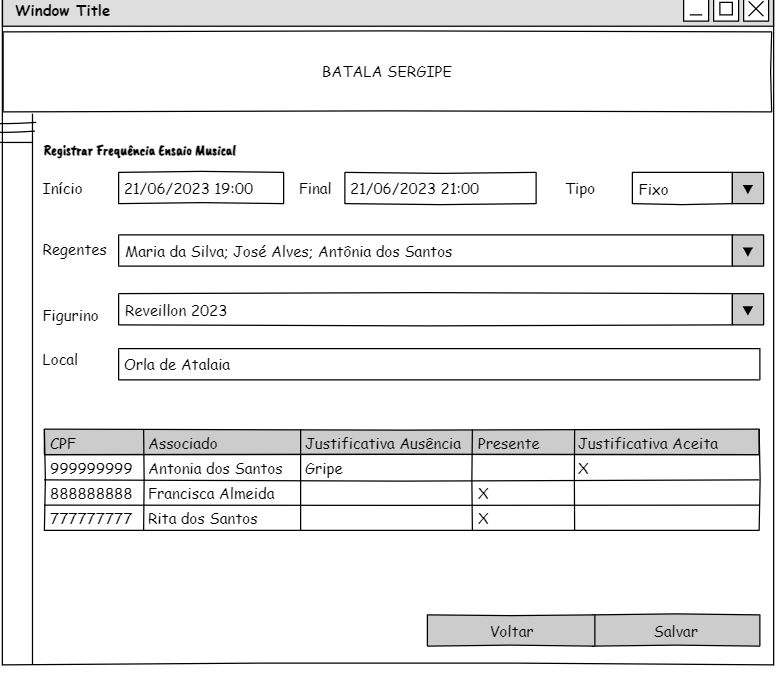 Window Title
BATALA SERGIPE
Registrar Frequência Ensaio Musical
Início 21/06/2023 19:00 Final 21/06/2023 21:00 Tipo Fixo
Regentes Maria da Silva; José Alves; Antônia dos Santos
Figurino Reveillon 2023
Local Orla de Atalaia
CPF Associado Justificativa Ausência Presente Justificativa Aceita
999999999 Antonia dos Santos Gripe X
888888888 Francisca Almeida X
777777777 Rita dos Santos X
Voltar Salvar